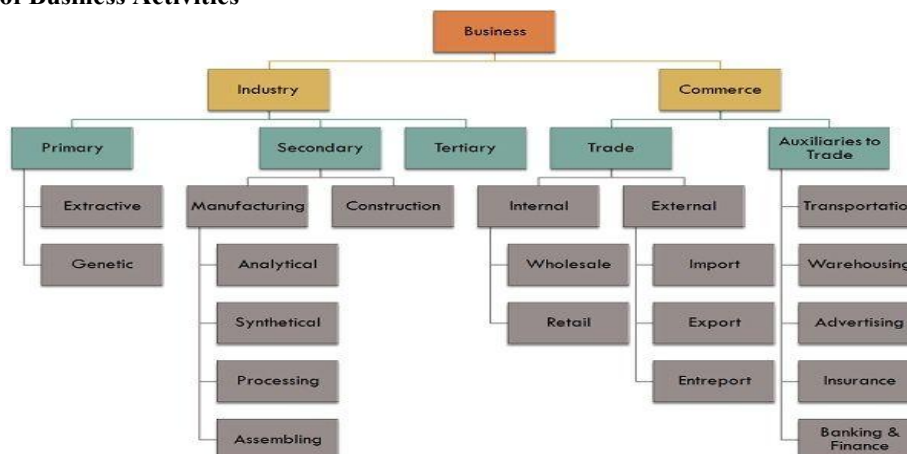 of Business Activities
Business
Industry
Commerce
Primary
Secondary
Tertiary
Trade
Auxiliaries to
Trade
Extractive
Manufacturing
Construction
Internal
External
Transportatio
Genetic
Analytical
Wholesale
Import
Warehousing
Synthetical
Retail
Export
Advertising
Processing
Entreport
Insurance
Assembling
Banking &
Finance